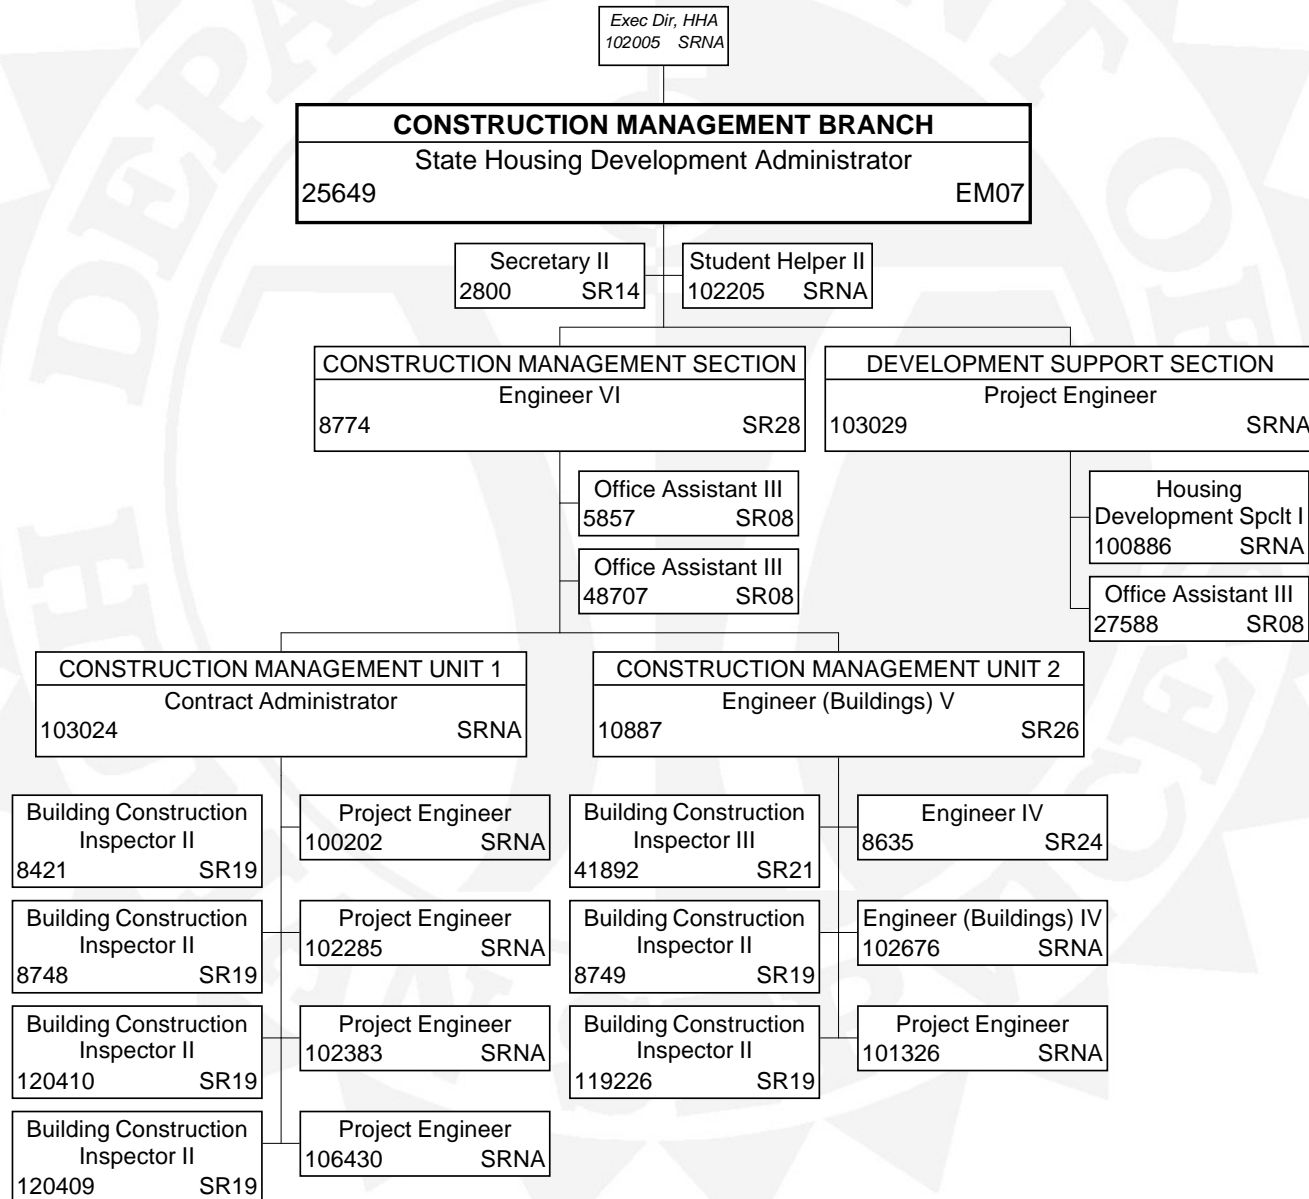 Exec Dir, HHA
102005 SRNA
CONSTRUCTION MANAGEMENT BRANCH
State Housing Development Administrator
25649 EM07
Secretary II
2800 SR14
Student Helper II
102205 SRNA
CONSTRUCTION MANAGEMENT SECTION
Engineer VI
8774 SR28
DEVELOPMENT SUPPORT SECTION
Project Engineer
103029 SRNA
Office Assistant III
5857 SR08
Office Assistant III
48707 SR08
Housing
Development Spclt I
100886 SRNA
Office Assistant III
27588 SR08
CONSTRUCTION MANAGEMENT UNIT 1
Contract Administrator
103024 SRNA
CONSTRUCTION MANAGEMENT UNIT 2
Engineer (Buildings) V
10887 SR26
Building Construction
Inspector II
8421 SR19
Project Engineer
100202 SRNA
Building Construction
Inspector II
8748 SR19
Project Engineer
102285 SRNA
Building Construction
Inspector II
120410 SR19
Project Engineer
102383 SRNA
Building Construction
Inspector II
120409 SR19
Project Engineer
106430 SRNA
Building Construction
Inspector III
41892 SR21
Engineer IV
8635 SR24
Building Construction
Inspector II
8749 SR19
Engineer (Buildings) IV
102676 SRNA
Building Construction
Inspector II
119226 SR19
Project Engineer
101326 SRNA